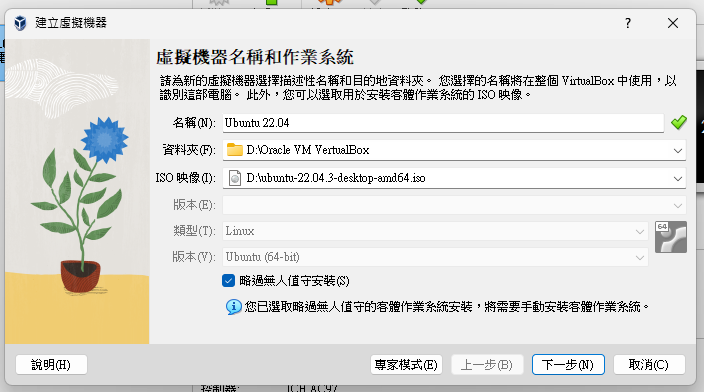 建立虛擬機器
?
虛擬機器名稱和作業系統
請為新的虛擬機器選擇描述性名稱和目的地資料夾。 您選擇的名稱將在整個 VirtualBox 中使用，以
識別這部電腦。 此外，您可以選取用於安裝客體作業系統的 ISO 映像。
名稱(N): Ubuntu 22.04
資料夾(F): D:\Oracle VM VertualBox
ISO 映像(I): D:\ubuntu-22.04.3-desktop-amd64.iso
版本(E):
類型(T): Linux
64
版本(V): Ubuntu (64-bit)
略過無人值守安裝(S)
您已選取略過無人值守的客體作業系統安裝，將需要手動安裝客體作業系統。
說明(H) 專家模式(E) 上一步(B) 下一步(N) 取消(C)
ICH AC97